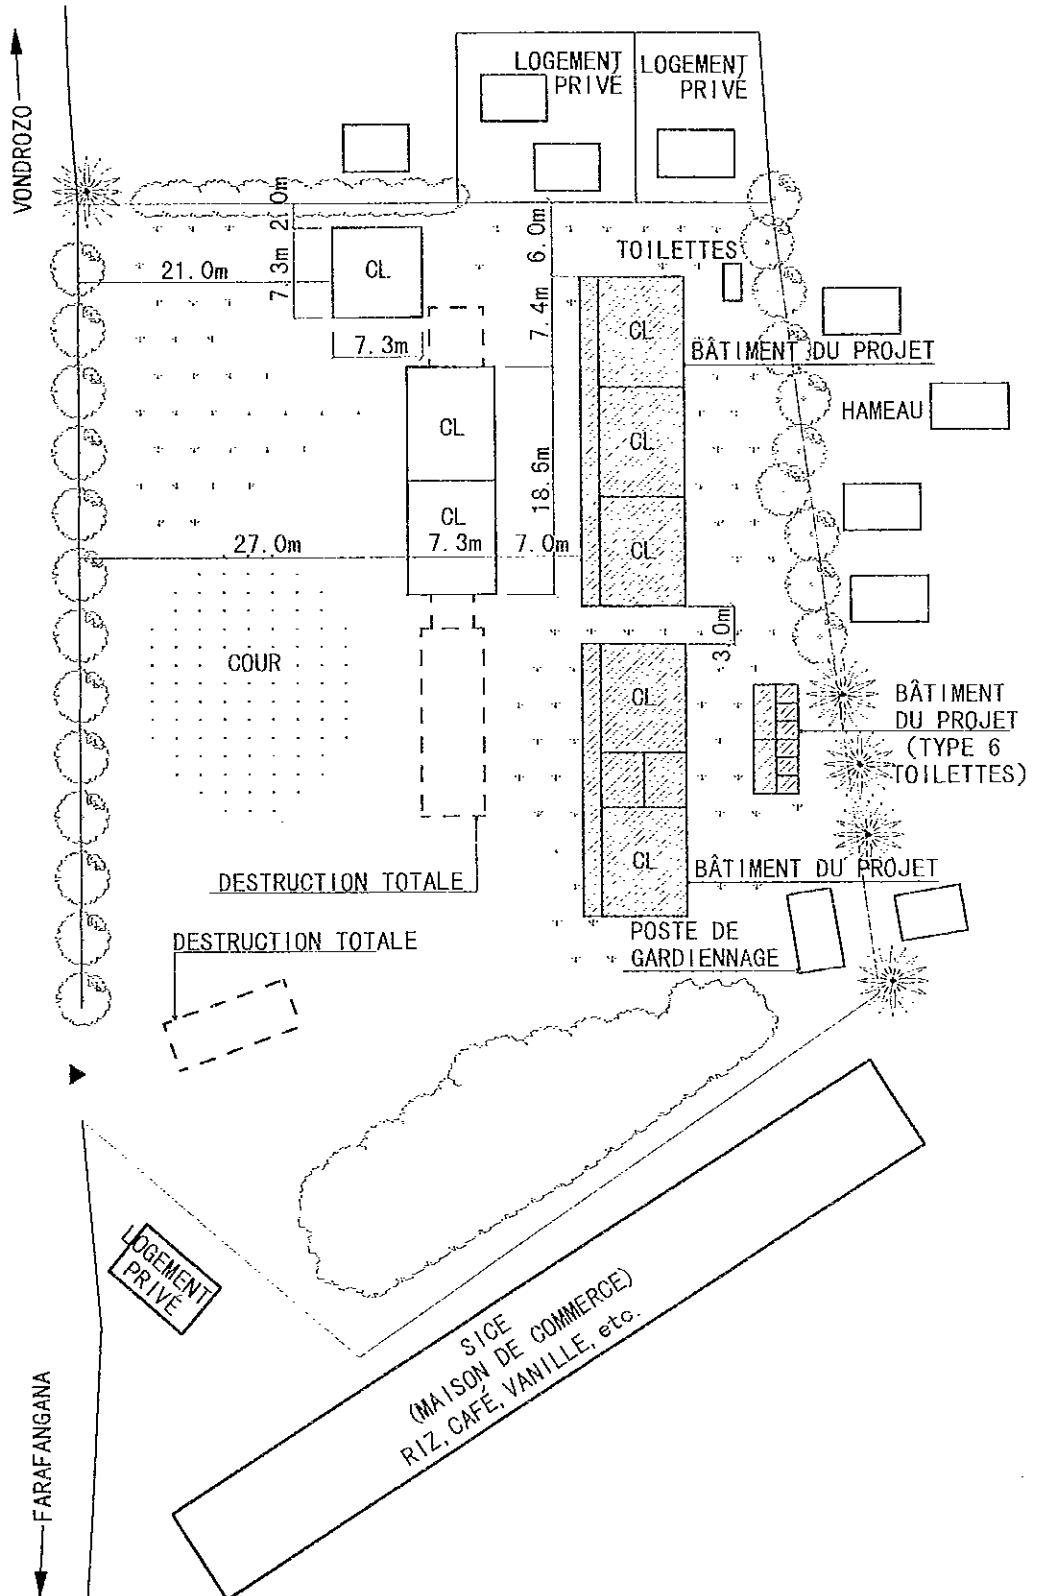 VONDROZO
LOGEMENT
PRIVÉ
LOGEMENT
PRIVÉ
2.0m
6.0m
TOILETTES
21.0m
7.3m
CL
7.4m
CL
7.3m
BÂTIMENT DU PROJET
HAMEAU
CL
CL
18.6m
CL
CL
27.0m
7.3m
7.0m
3.0m
COUR
CL
BÂTIMENT
DU PROJET
(TYPE 6
TOILETTES)
CL
DESTRUCTION TOTALE
BÂTIMENT DU PROJET
DESTRUCTION TOTALE
POSTE DE
GARDIENNAGE
LOGEMENT
PRIVÉ
SICE
(MAISON DE COMMERCE)
RIZ, CAFÉ, VANILLE, etc.
FARAFANGANA